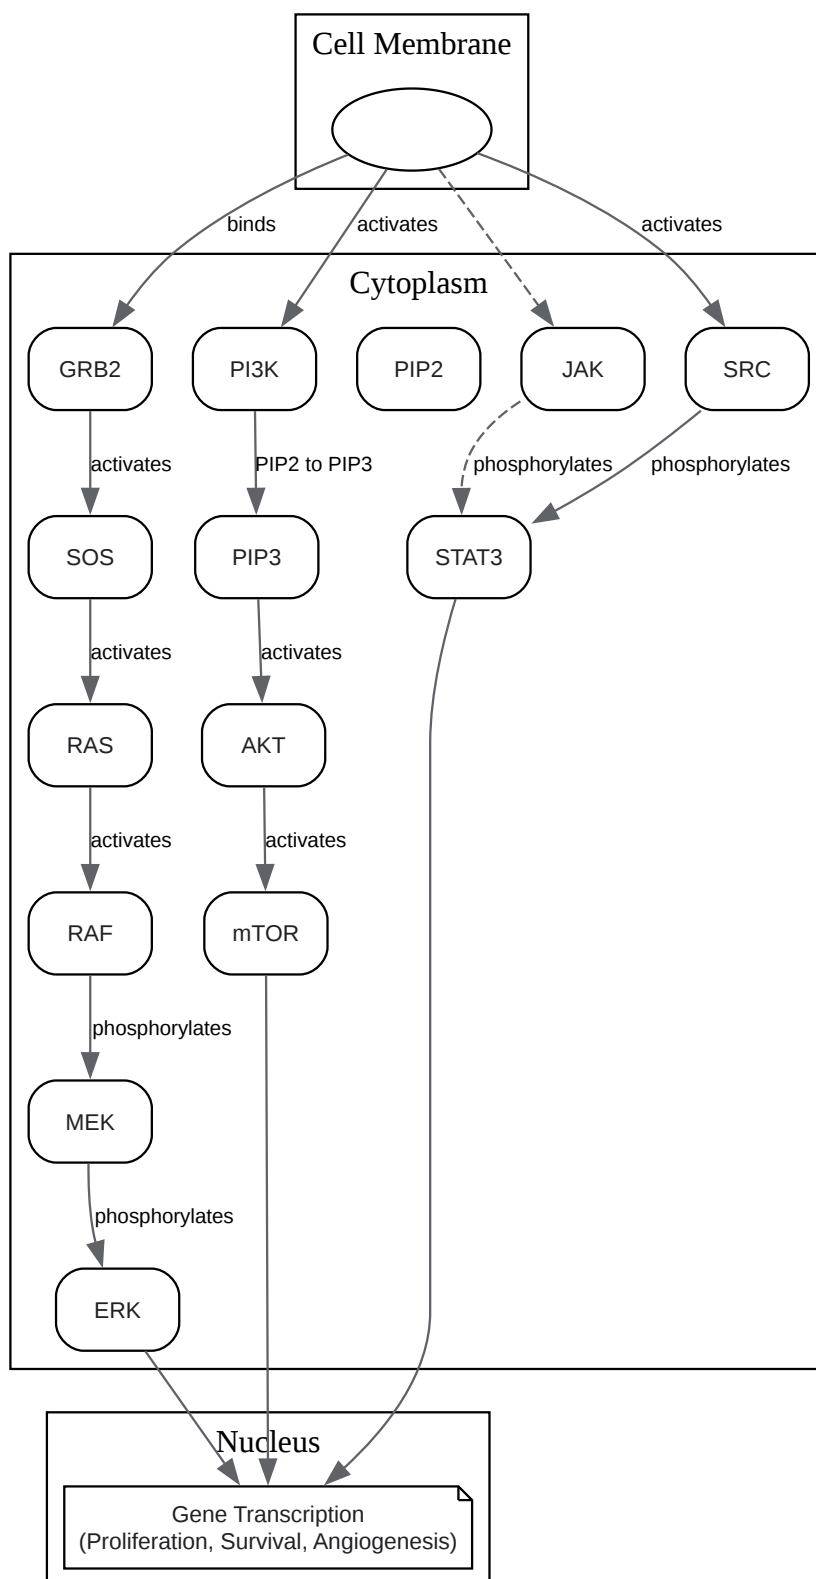 Cell Membrane
binds
activates
activates
Cytoplasm
GRB2
PI3K
PIP2
JAK
SRC
activates
PIP2 to PIP3
phosphorylates
phosphorylates
SOS
PIP3
STAT3
activates
activates
RAS
AKT
activates
activates
RAF
mTOR
phosphorylates
MEK
phosphorylates
ERK
Nucleus
Gene Transcription
(Proliferation, Survival, Angiogenesis)